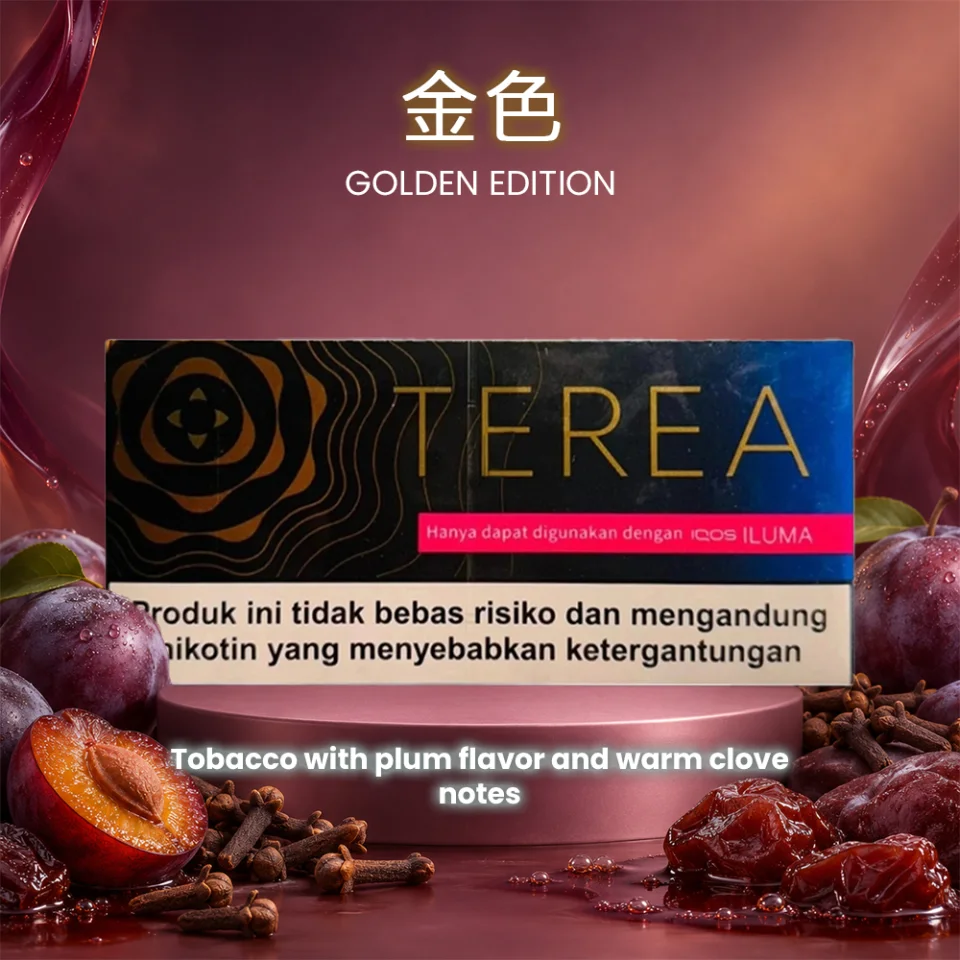 金色
GOLDEN EDITION
TEREA
Hanya dapat digunakan dengan IQOS ILUMA
Produk ini tidak bebas risiko dan mengandung
nikotin yang menyebabkan ketergantungan
Tobacco with plum flavor and warm clove
notes